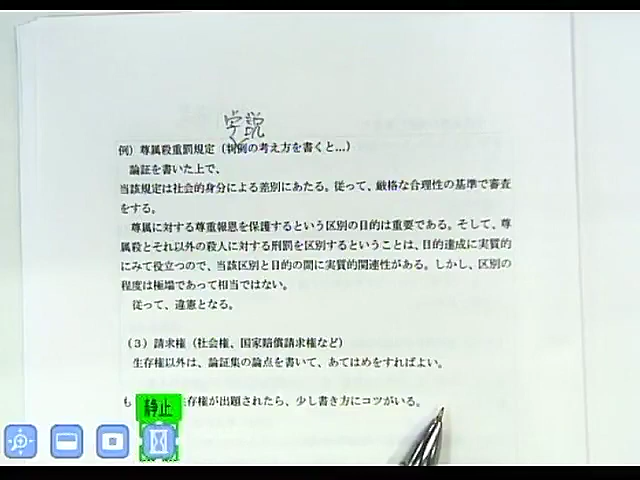 学説
例）尊属殺重罰規定（判例の考え方を書くと…）
論証を書いた上で、
当該規定は社会的身分による差別にあたる。従って、厳格な合理性の基準で審査
をする。
尊属に対する尊重報恩を保護するという区別の目的は重要である。そして、尊
属殺とそれ以外の殺人に対する刑罰を区別するということは、目的達成に実質的
にみて役立つので、当該区別と目的の間に実質的関連性がある。しかし、区別の
程度は極端であって相当ではない。
従って、違憲となる。
（3）請求権（社会権、国家賠償請求権など）
生存権以外は、論証集の論点を書いて、あてはめをすればよい。
も 生存権が出題されたら、少し書き方にコツがいる。
静止